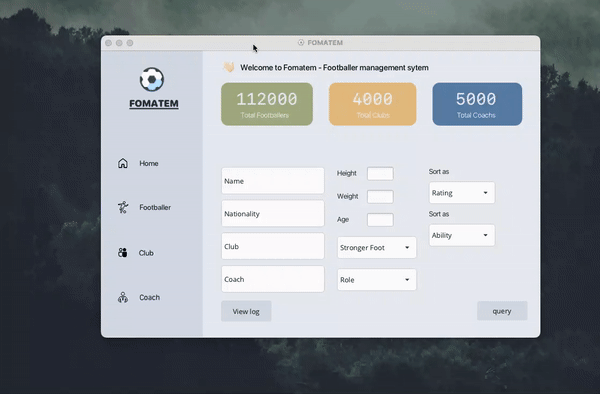 FOMATEM
FOMATEM
Welcome to Fomatem - Footballer management sytem
112000
Total Footballers
4000
Total Clubs
5000
Total Coachs
Home
Footballer
Club
Coach
Name
Nationality
Club
Coach
Height
Weight
Age
Stronger Foot
Role
Sort as
Rating
Sort as
Ability
View log
query